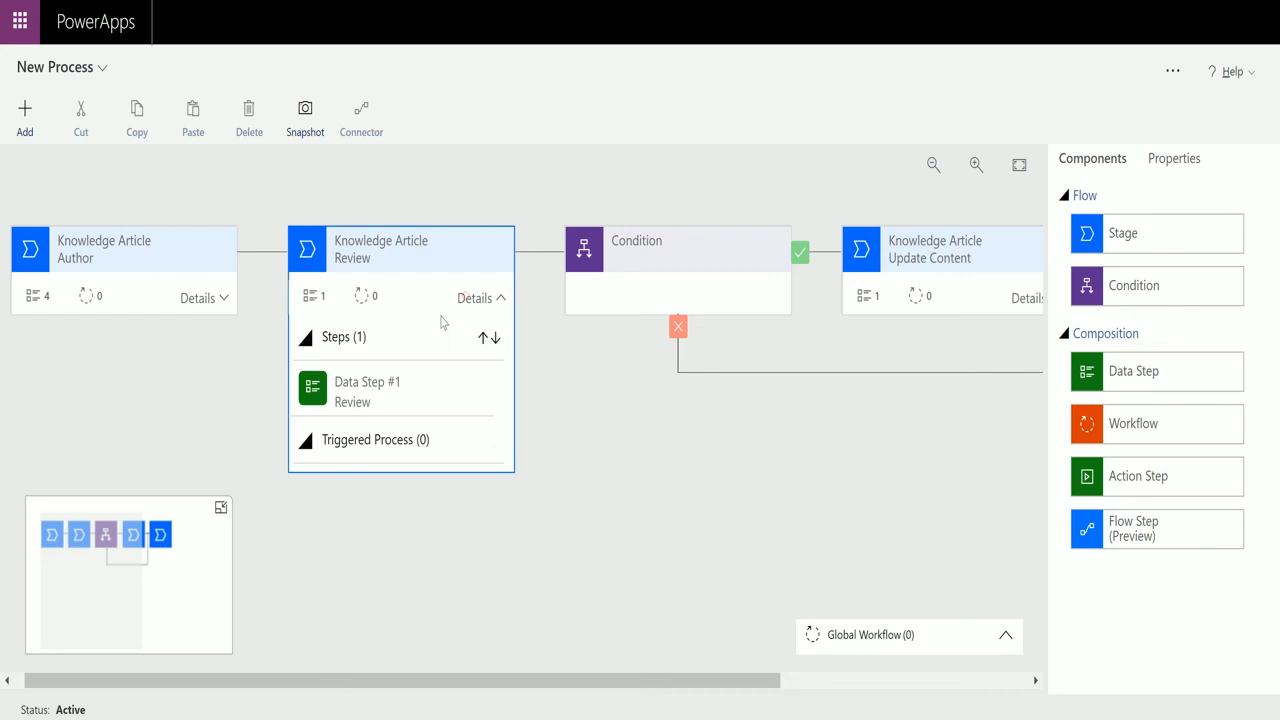 PowerApps
New Process
? Help
Add
Cut
Copy
Paste
Delete
Snapshot
Connector
Components
Properties
Flow
Stage
Condition
Composition
Data Step
Workflow
Action Step
Flow Step
(Preview)
Knowledge Article
Author
4
0
Details
Knowledge Article
Review
1
0
Details
Steps (1)
Data Step #1
Review
Triggered Process (0)
Condition
Knowledge Article
Update Content
1
0
Details
Global Workflow (0)
Status: Active